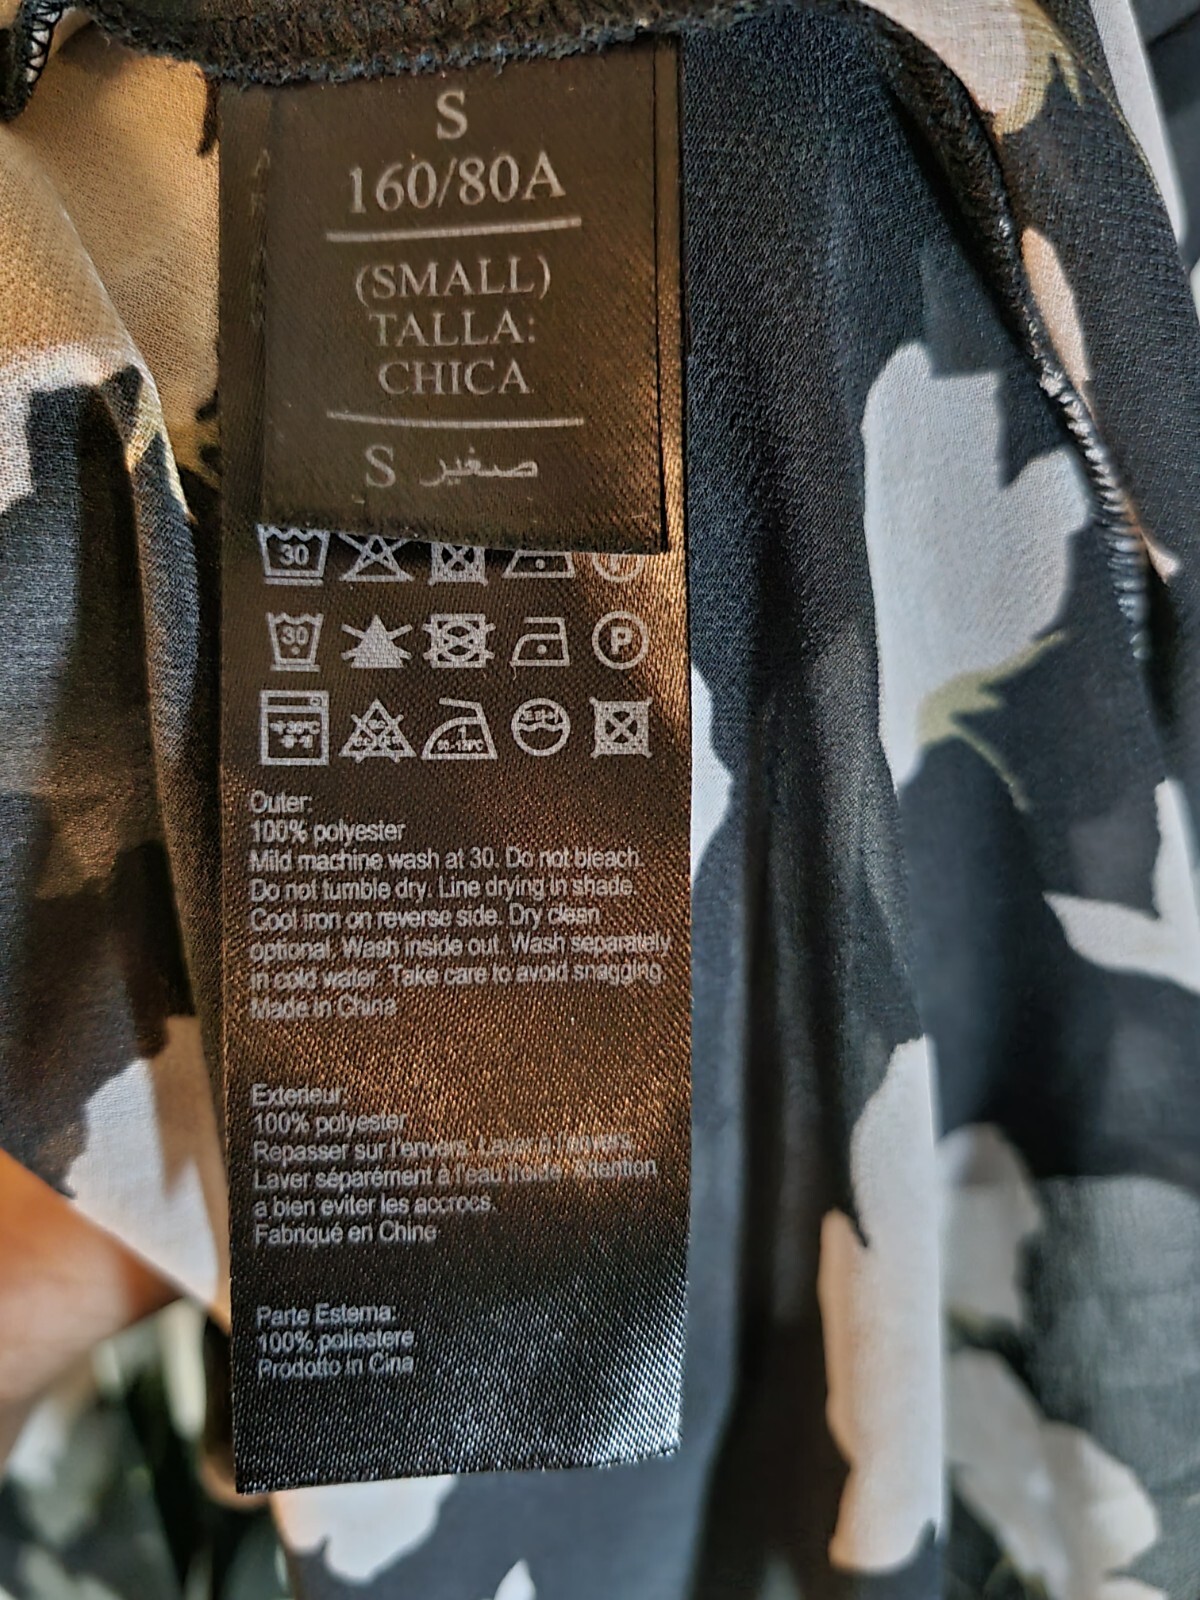 S
160/80A
(SMALL)
TALLA:
CHICA
S صغير
30
30 P
Outer:
100% polyester
Mild machine wash at 30. Do not bleach.
Do not tumble dry. Line drying in shade.
Cool iron on reverse side. Dry clean
optional. Wash inside out. Wash separately
in cold water. Take care to avoid snagging.
Made in China
Exterieur:
100% polyester
Repasser sur l'envers. Laver à l'envers.
Laver séparément à l'eau froide. Attention
a bien eviter les accrocs.
Fabriqué en Chine
Parte Esterna:
100% poliestere
Prodotto in Cina